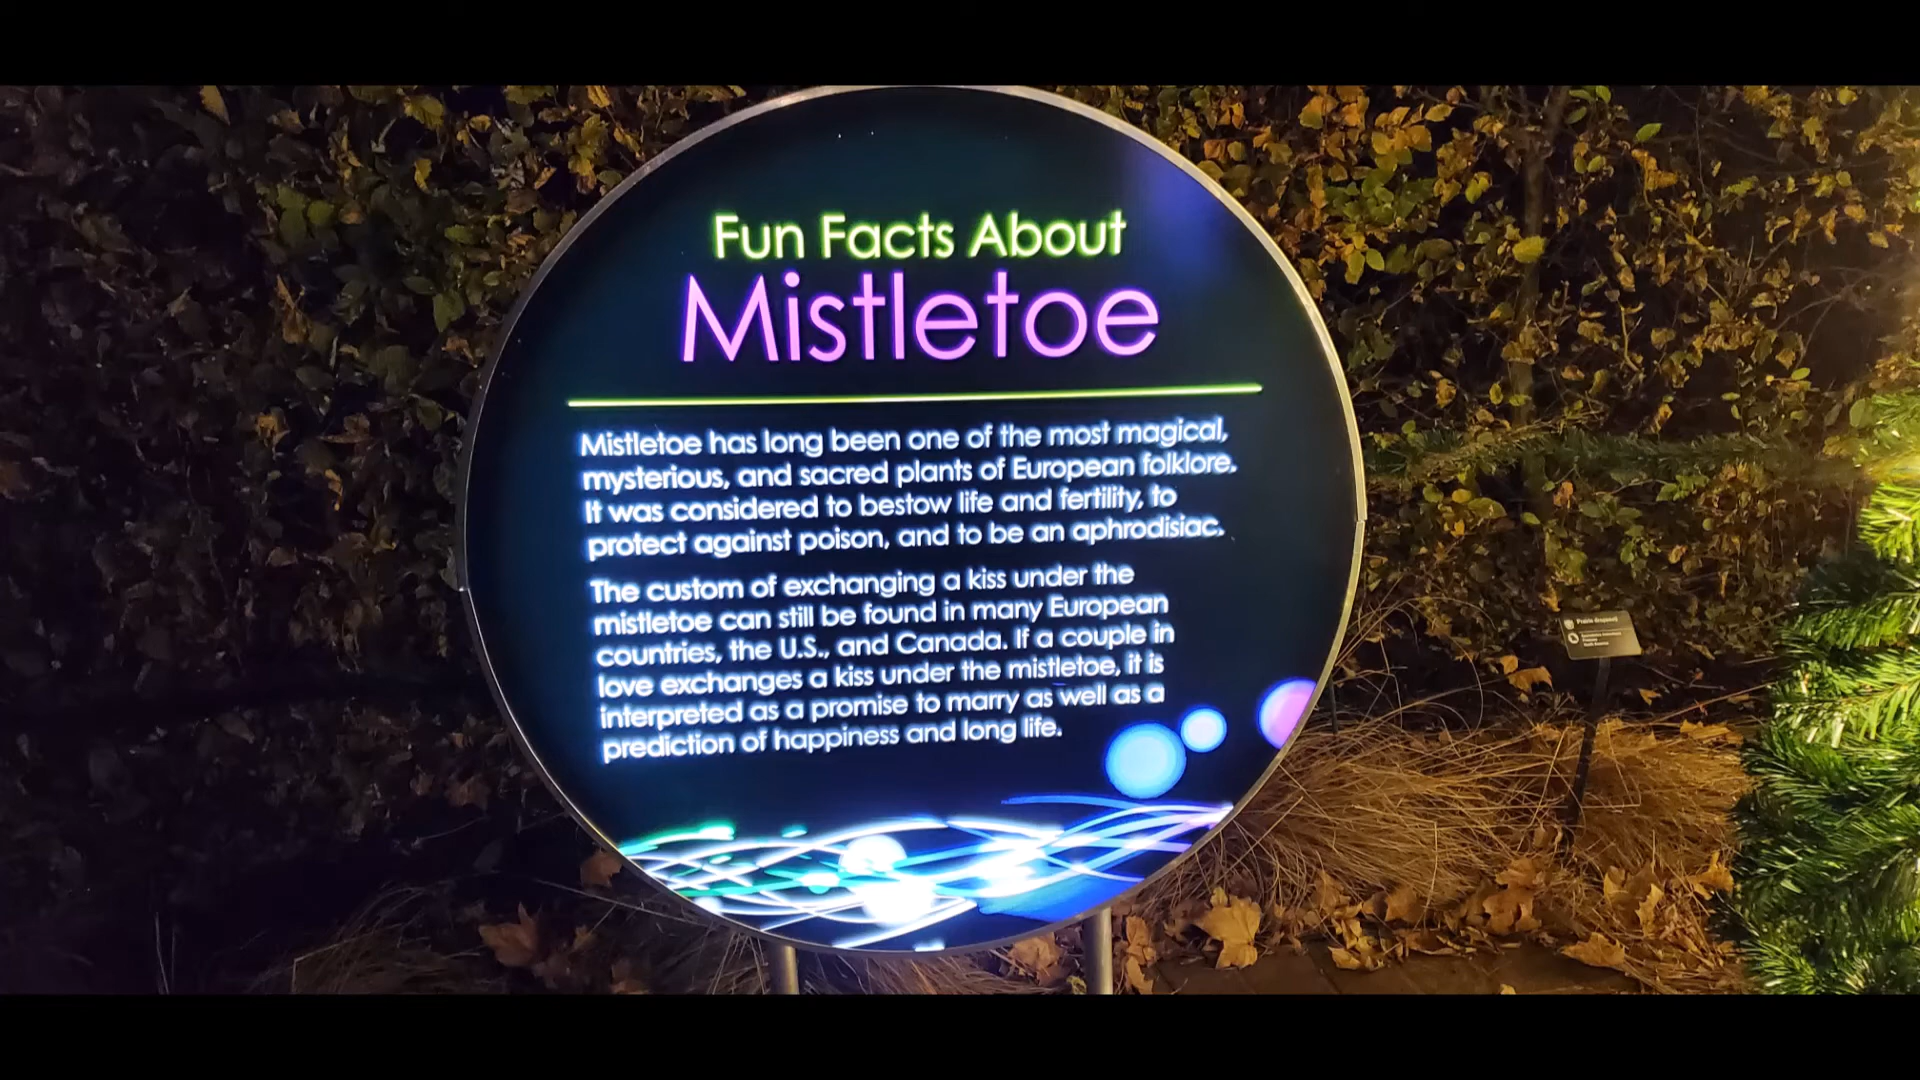 Fun Facts About
Mistletoe
Mistletoe has long been one of the most magical,
mysterious, and sacred plants of European folklore.
It was considered to bestow life and fertility, to
protect against poison, and to be an aphrodisiac.
The custom of exchanging a kiss under the
mistletoe can still be found in many European
countries, the U.S., and Canada. If a couple in
love exchanges a kiss under the mistletoe, it is
interpreted as a promise to marry as well as a
prediction of happiness and long life.
Prairie dropseed